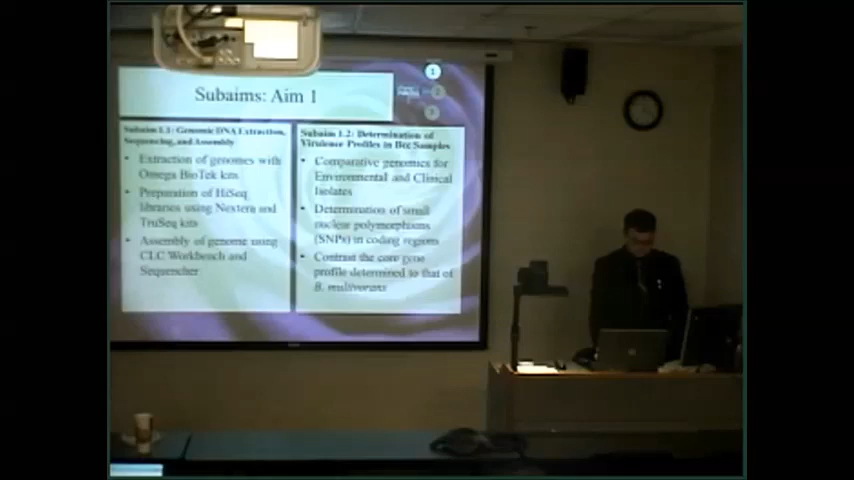 Subaims: Aim 1
1
2
3
Subaim 1.1: Genomic DNA Extraction,
Sequencing, and Assembly
• Extraction of genomes with
Omega BioTek kits
• Preparation of HiSeq
libraries using Nextera and
TruSeq kits
• Assembly of genome using
CLC Workbench and
Sequencher
Subaim 1.2: Determination of
Virulence Profiles in Bcc Samples
• Comparative genomics for
Environmental and Clinical
Isolates
• Determination of small
nuclear polymorphisms
(SNPs) in coding regions
• Contrast the core gene
profile determined to that of
B. multivorans